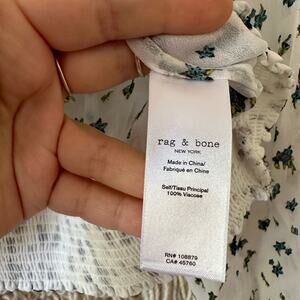 rag & bone
NEW YORK
Made in China/
Fabriqué en Chine
Self/Tissu Principal
100% Viscose
RN# 108879
CA# 45760